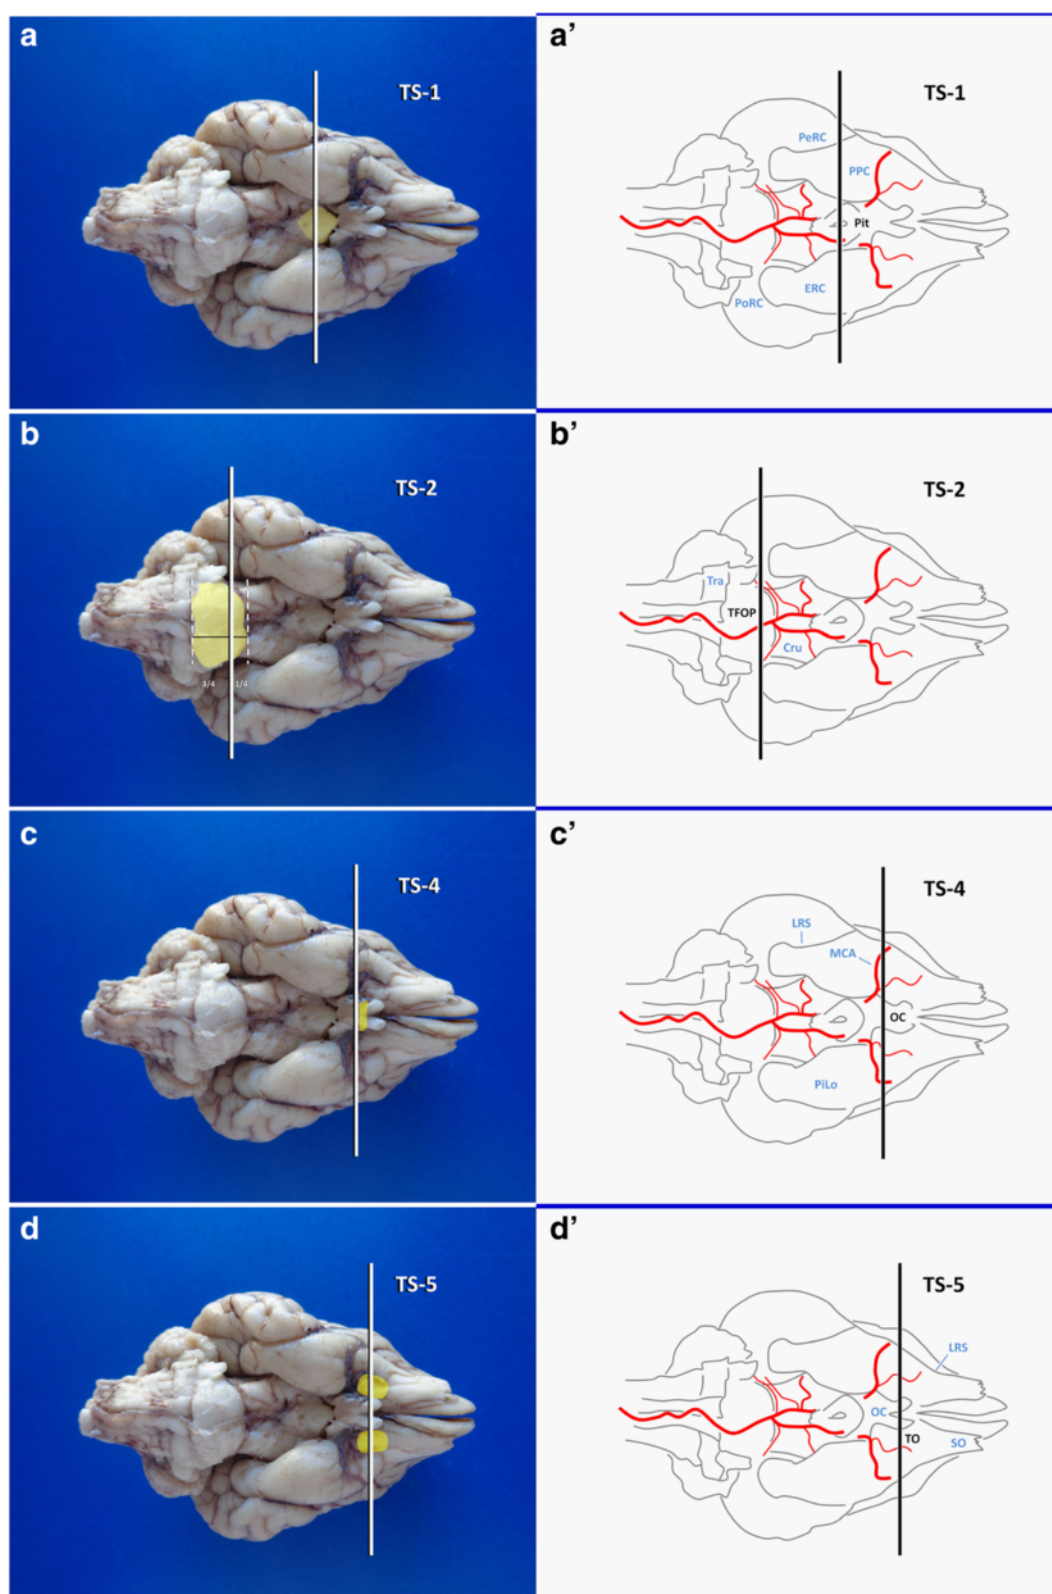 a
TS-1
a’
TS-1
PeRC
PPC
Pit
ERC
PoRC
b
TS-2
3/4
1/4
b’
TS-2
Tra
TFOP
Cru
c
TS-4
c’
TS-4
LRS
MCA
OC
PiLo
d
TS-5
d’
TS-5
LRS
OC
TO
SO